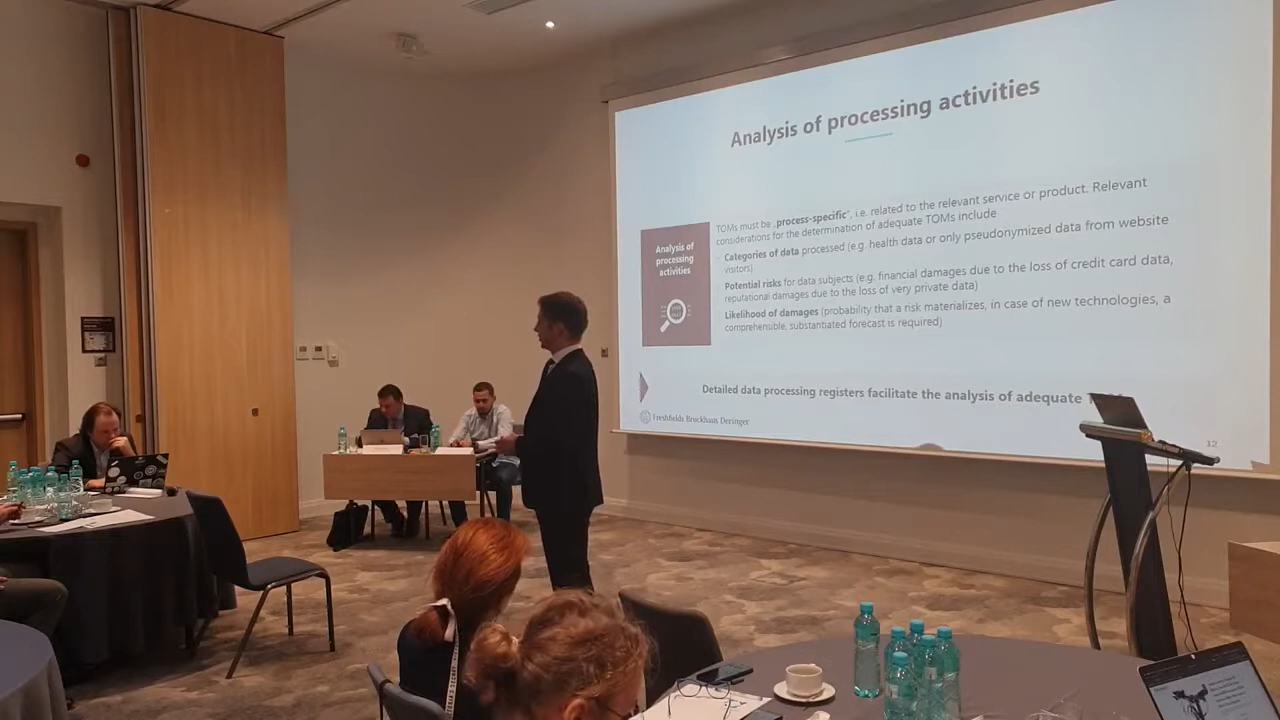 Analysis of processing activities
TOMs must be „process-specific", i.e. related to the relevant service or product. Relevant
considerations for the determination of adequate TOMs include
Analysis of
processing
activities
Categories of data processed (e.g. health data or only pseudonymized data from website
visitors)
Potential risks for data subjects (e.g. financial damages due to the loss of credit card data,
reputational damages due to the loss of very private data)
Likelihood of damages (probability that a risk materializes, in case of new technologies, a
comprehensible, substantiated forecast is required)
Detailed data processing registers facilitate the analysis of adequate
Freshfields Bruckhaus Deringer
12